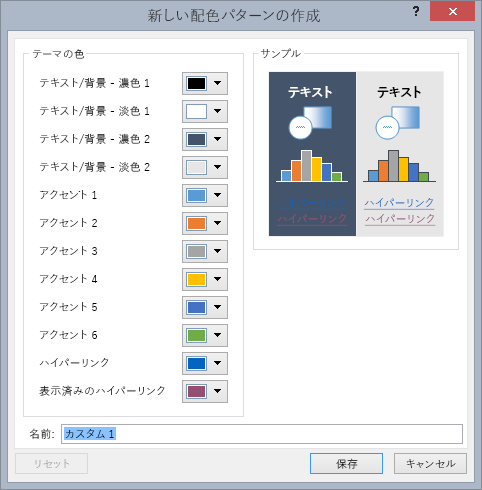 新しい配色パターンの作成
?
テーマの色
テキスト/背景 - 濃色 1
テキスト/背景 - 淡色 1
テキスト/背景 - 濃色 2
テキスト/背景 - 淡色 2
アクセント 1
アクセント 2
アクセント 3
アクセント 4
アクセント 5
アクセント 6
ハイパーリンク
表示済みのハイパーリンク
サンプル
テキスト テキスト
ハイパーリンク ハイパーリンク
ハイパーリンク ハイパーリンク
名前: カスタム 1
リセット 保存 キャンセル